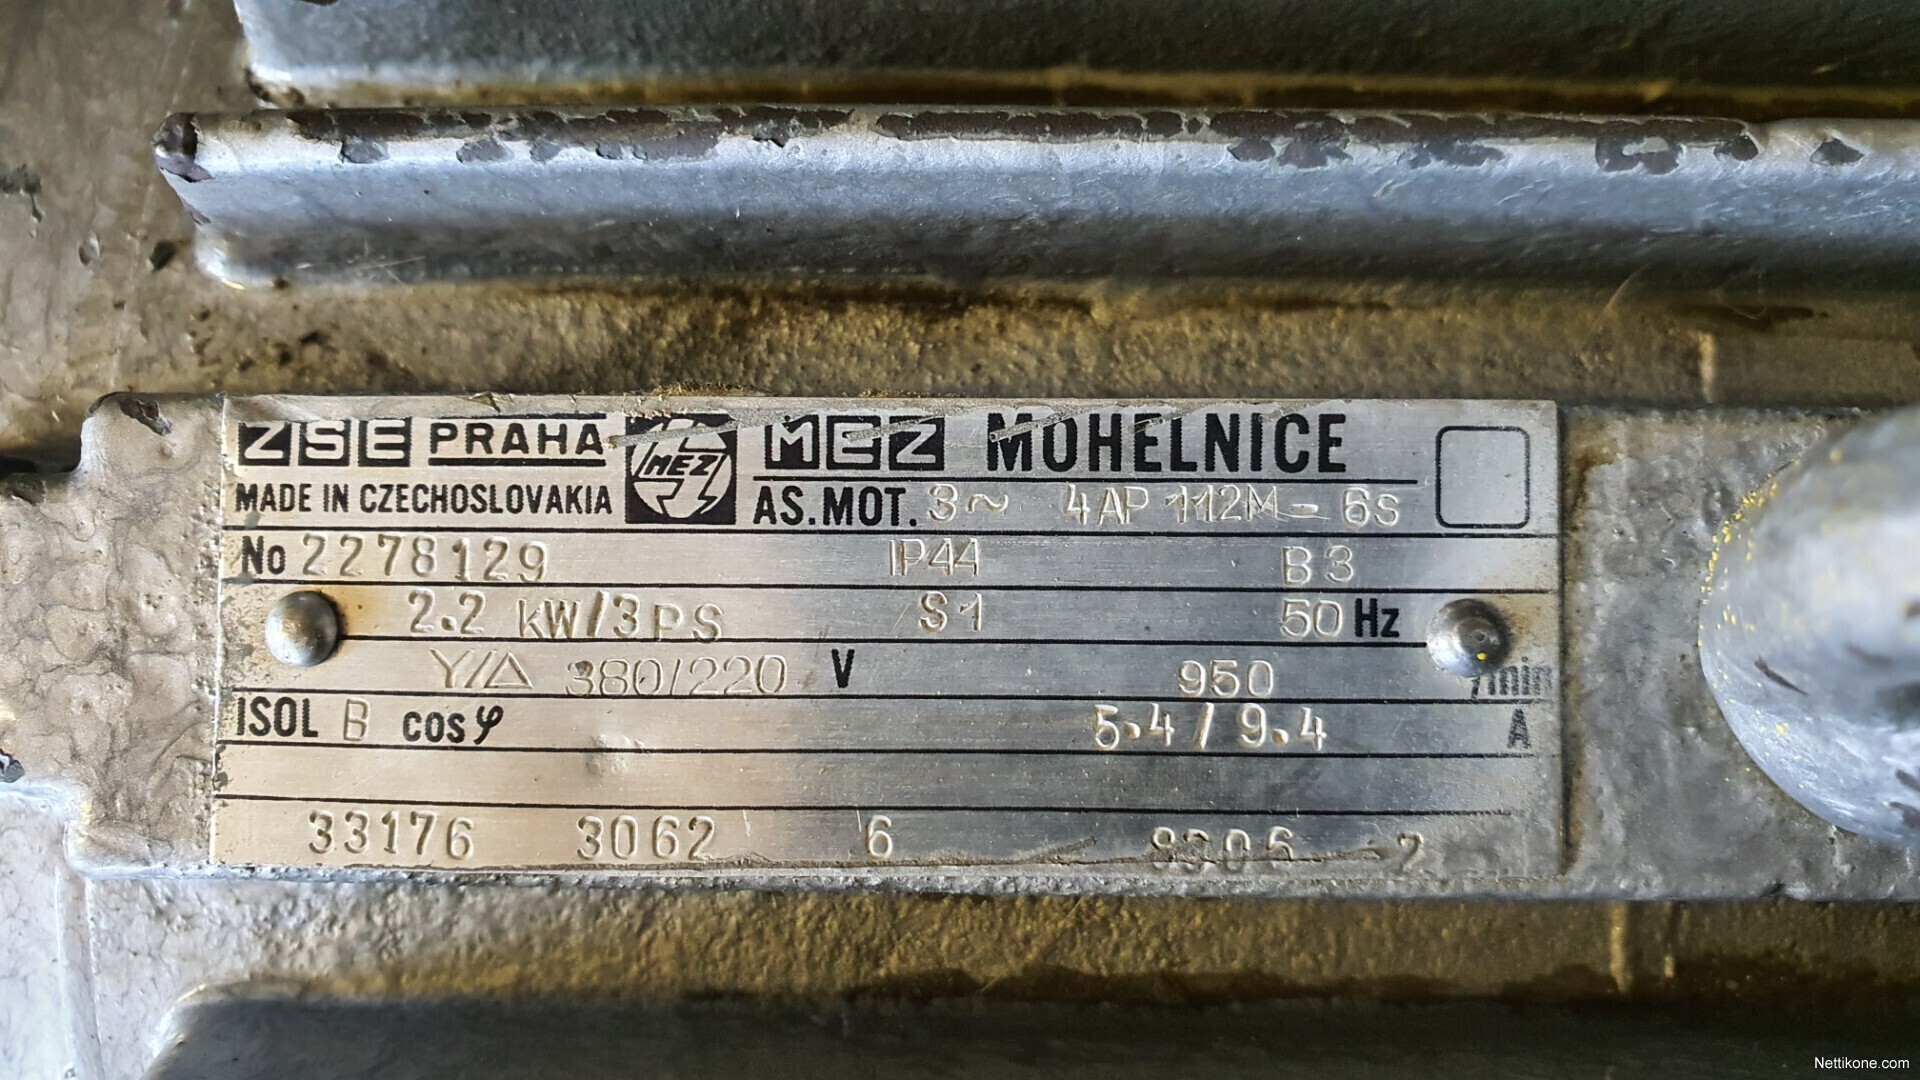 ZSE PRAHA MEZ MEZ MOHELNICE
MADE IN CZECHOSLOVAKIA AS.MOT. 3~ 4AP 112M-6s
No 2278129 IP44 B3
2.2 kW/3PS S1 50 Hz
Y/Δ 380/220 V 950 /min
ISOL B cos φ 5.4/9.4 A
33176 3062 6
Nettikone.com